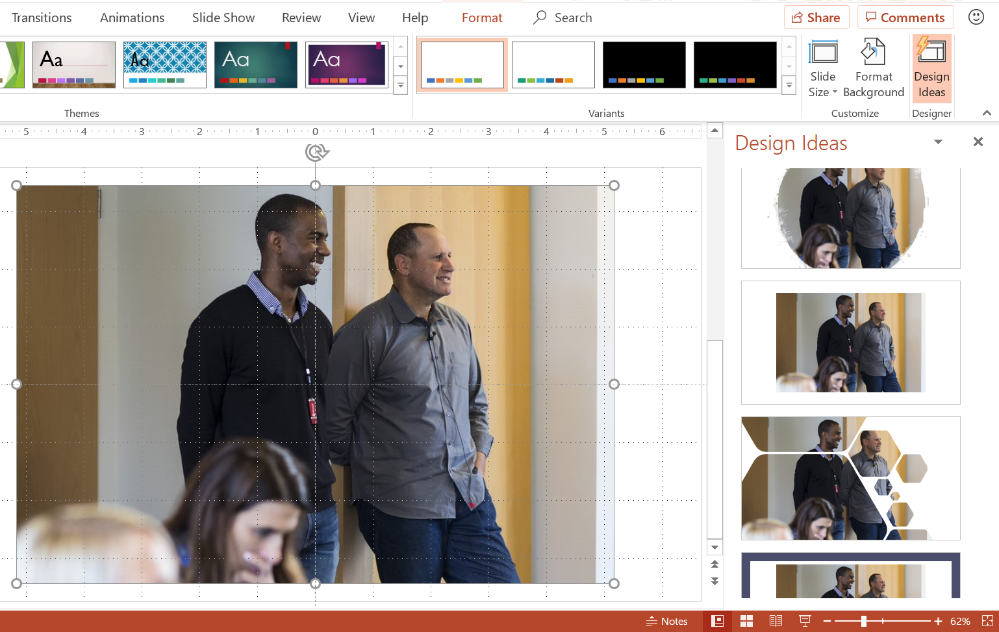 Transitions Animations Slide Show Review View Help Format Search Share Comments
Aa Aa Aa Aa
Slide Size Format Background Design Ideas
Themes Variants Customize Designer
5 4 3 2 1 0 1 2 3 4 5 6
Design Ideas
Notes 62%